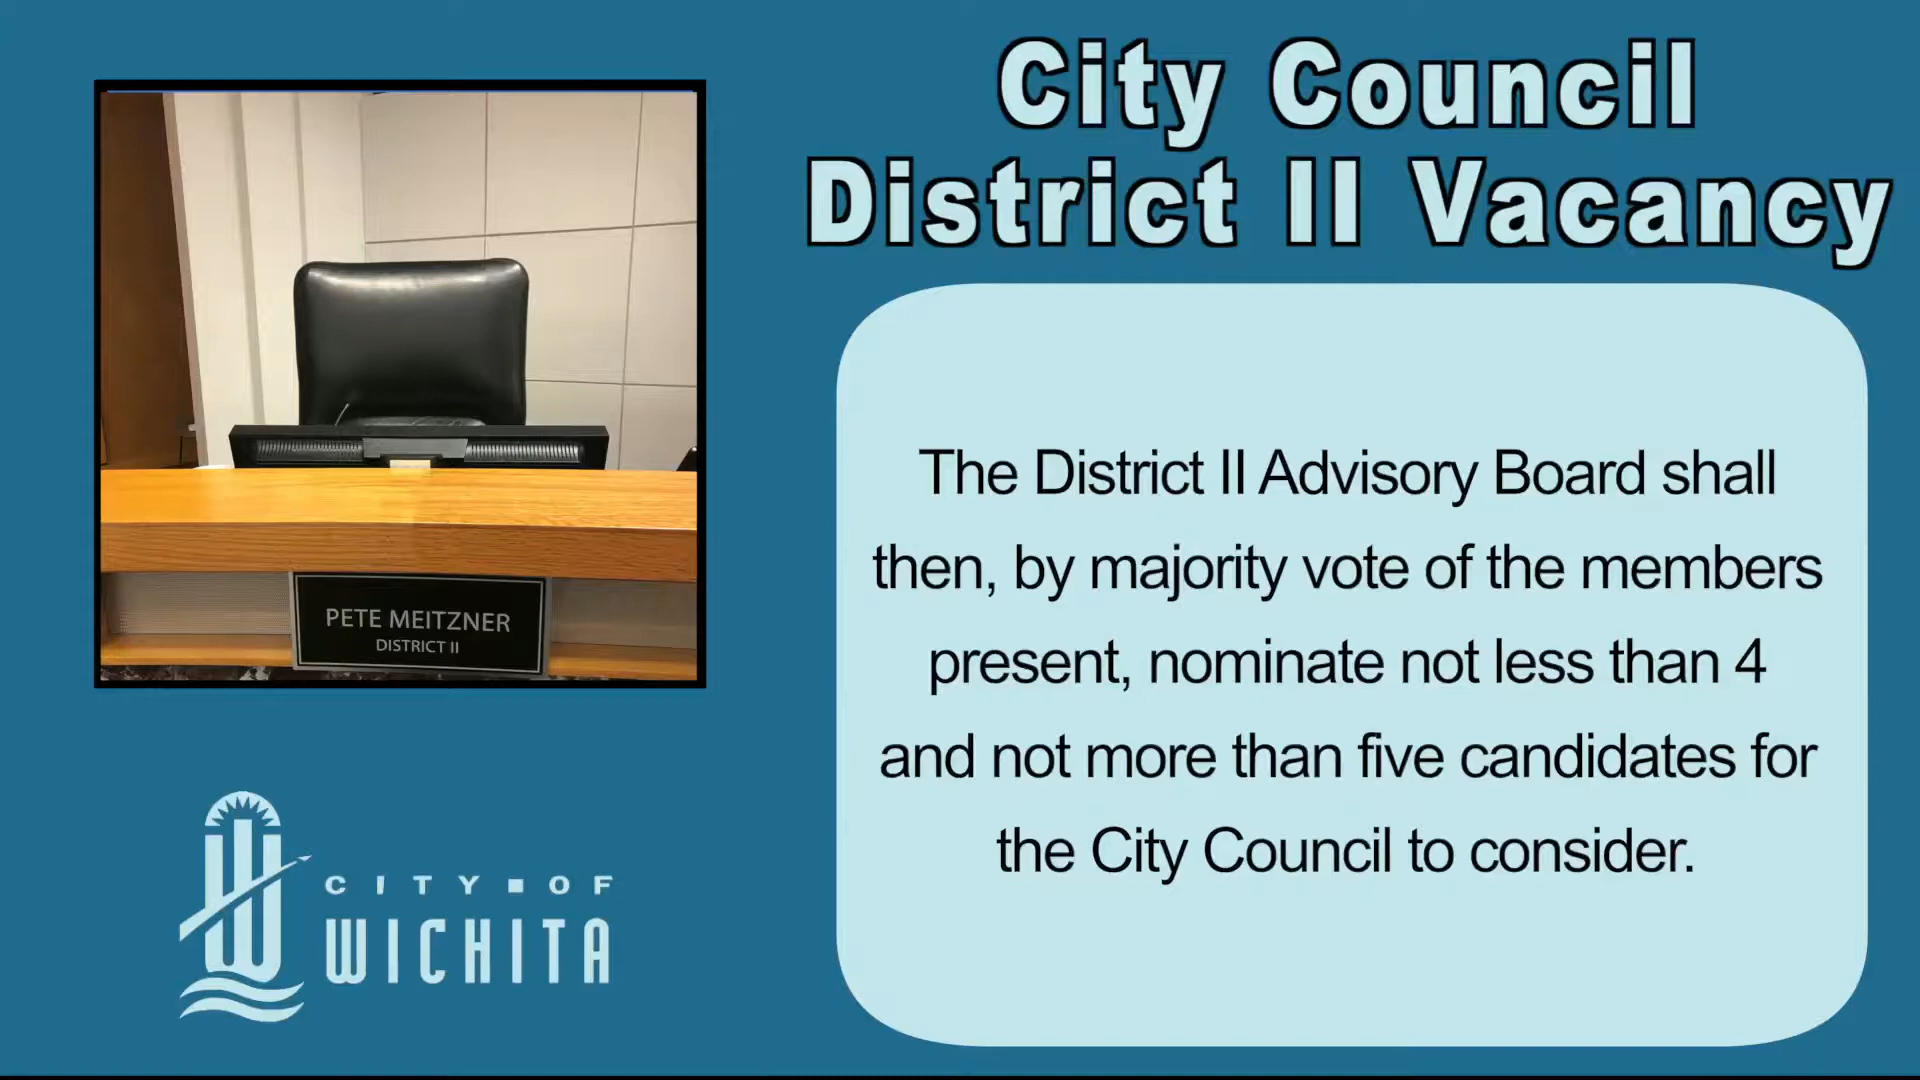 City Council
District II Vacancy
PETE MEITZNER
DISTRICT II
The District II Advisory Board shall
then, by majority vote of the members
present, nominate not less than 4
and not more than five candidates for
the City Council to consider.
CITY OF
WICHITA